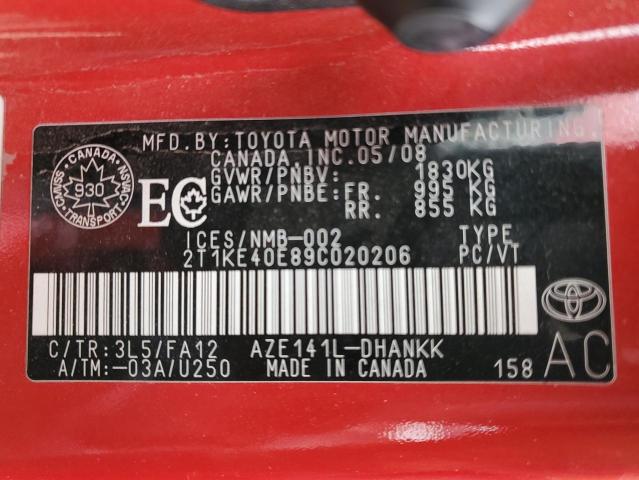 MFD. BY: TOYOTA MOTOR MANUFACTURING
CANADA, INC. 05/08
GVWR/PNBV: 1830KG
GAWR/PNBE: FR. 995 KG
RR. 855 KG
CANADA
930
TRANSPORT
EC
ICES/NMB-002 TYPE
2T1KE40E89C020206 PC/VT
C/TR: 3L5/FA12 AZE141L-DHANKK
A/TM: -03A/U250 MADE IN CANADA 158 AC